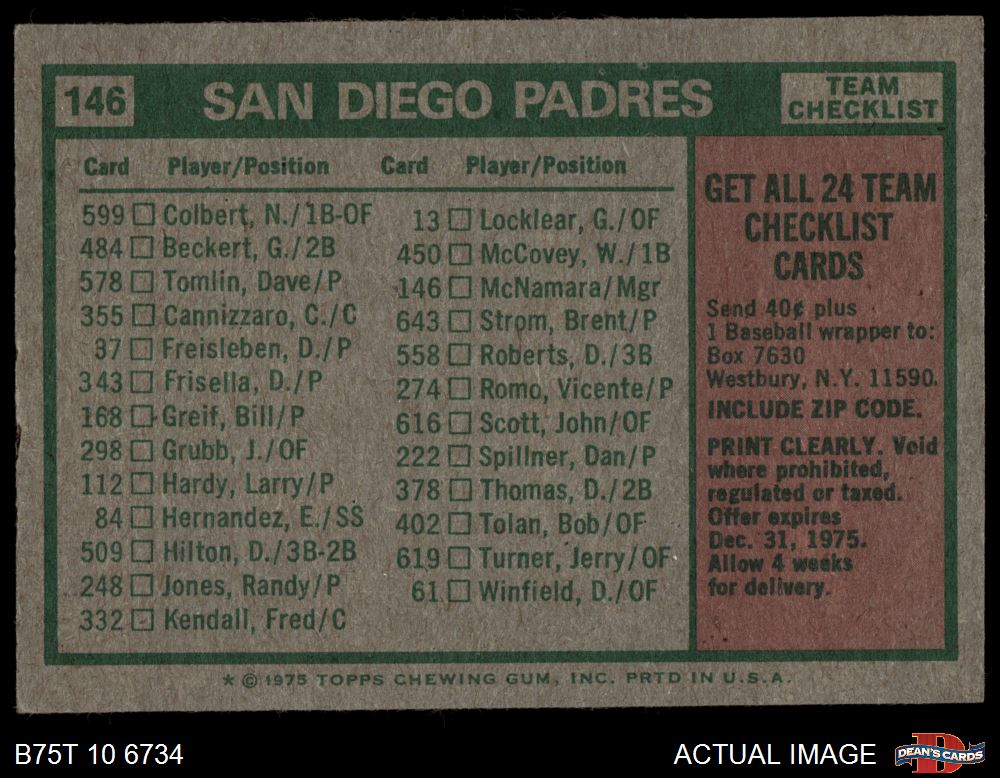 146
SAN DIEGO PADRES
TEAM
CHECKLIST
Card Player/Position
599 Colbert, N./1B-OF
484 Beckert, G./2B
578 Tomlin, Dave/P
355 Cannizzaro, C./C
37 Freisleben, D./P
343 Frisella, D./P
168 Greif, Bill/P
298 Grubb, J./OF
112 Hardy, Larry/P
84 Hernandez, E./SS
509 Hilton, D./3B-2B
248 Jones, Randy/P
332 Kendall, Fred/C
Card Player/Position
13 Locklear, G./OF
450 McCovey, W./1B
146 McNamara/Mgr
643 Strom, Brent/P
558 Roberts, D./3B
274 Romo, Vicente/P
616 Scott, John/OF
222 Spillner, Dan/P
378 Thomas, D./2B
402 Tolan, Bob/OF
619 Turner, Jerry/OF
61 Winfield, D./OF
GET ALL 24 TEAM
CHECKLIST
CARDS
Send 40¢ plus
1 Baseball wrapper to:
Box 7630
Westbury, N.Y. 11590.
INCLUDE ZIP CODE.
PRINT CLEARLY. Void
where prohibited,
regulated or taxed.
Offer expires
Dec. 31, 1975.
Allow 4 weeks
for delivery.
* © 1975 TOPPS CHEWING GUM, INC. PRTD IN U.S.A.
B75T 10 6734
ACTUAL IMAGE
D
DEAN'S CARDS